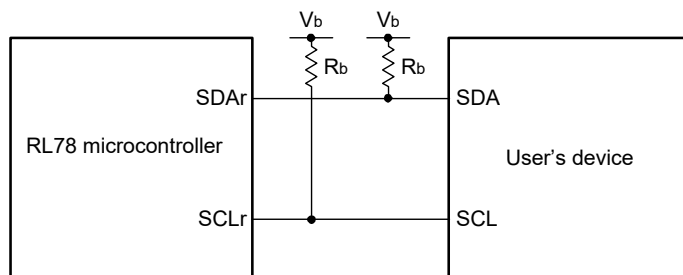 Vb Vb
Rb Rb
SDAr SDA
RL78 microcontroller User's device
SCLr SCL